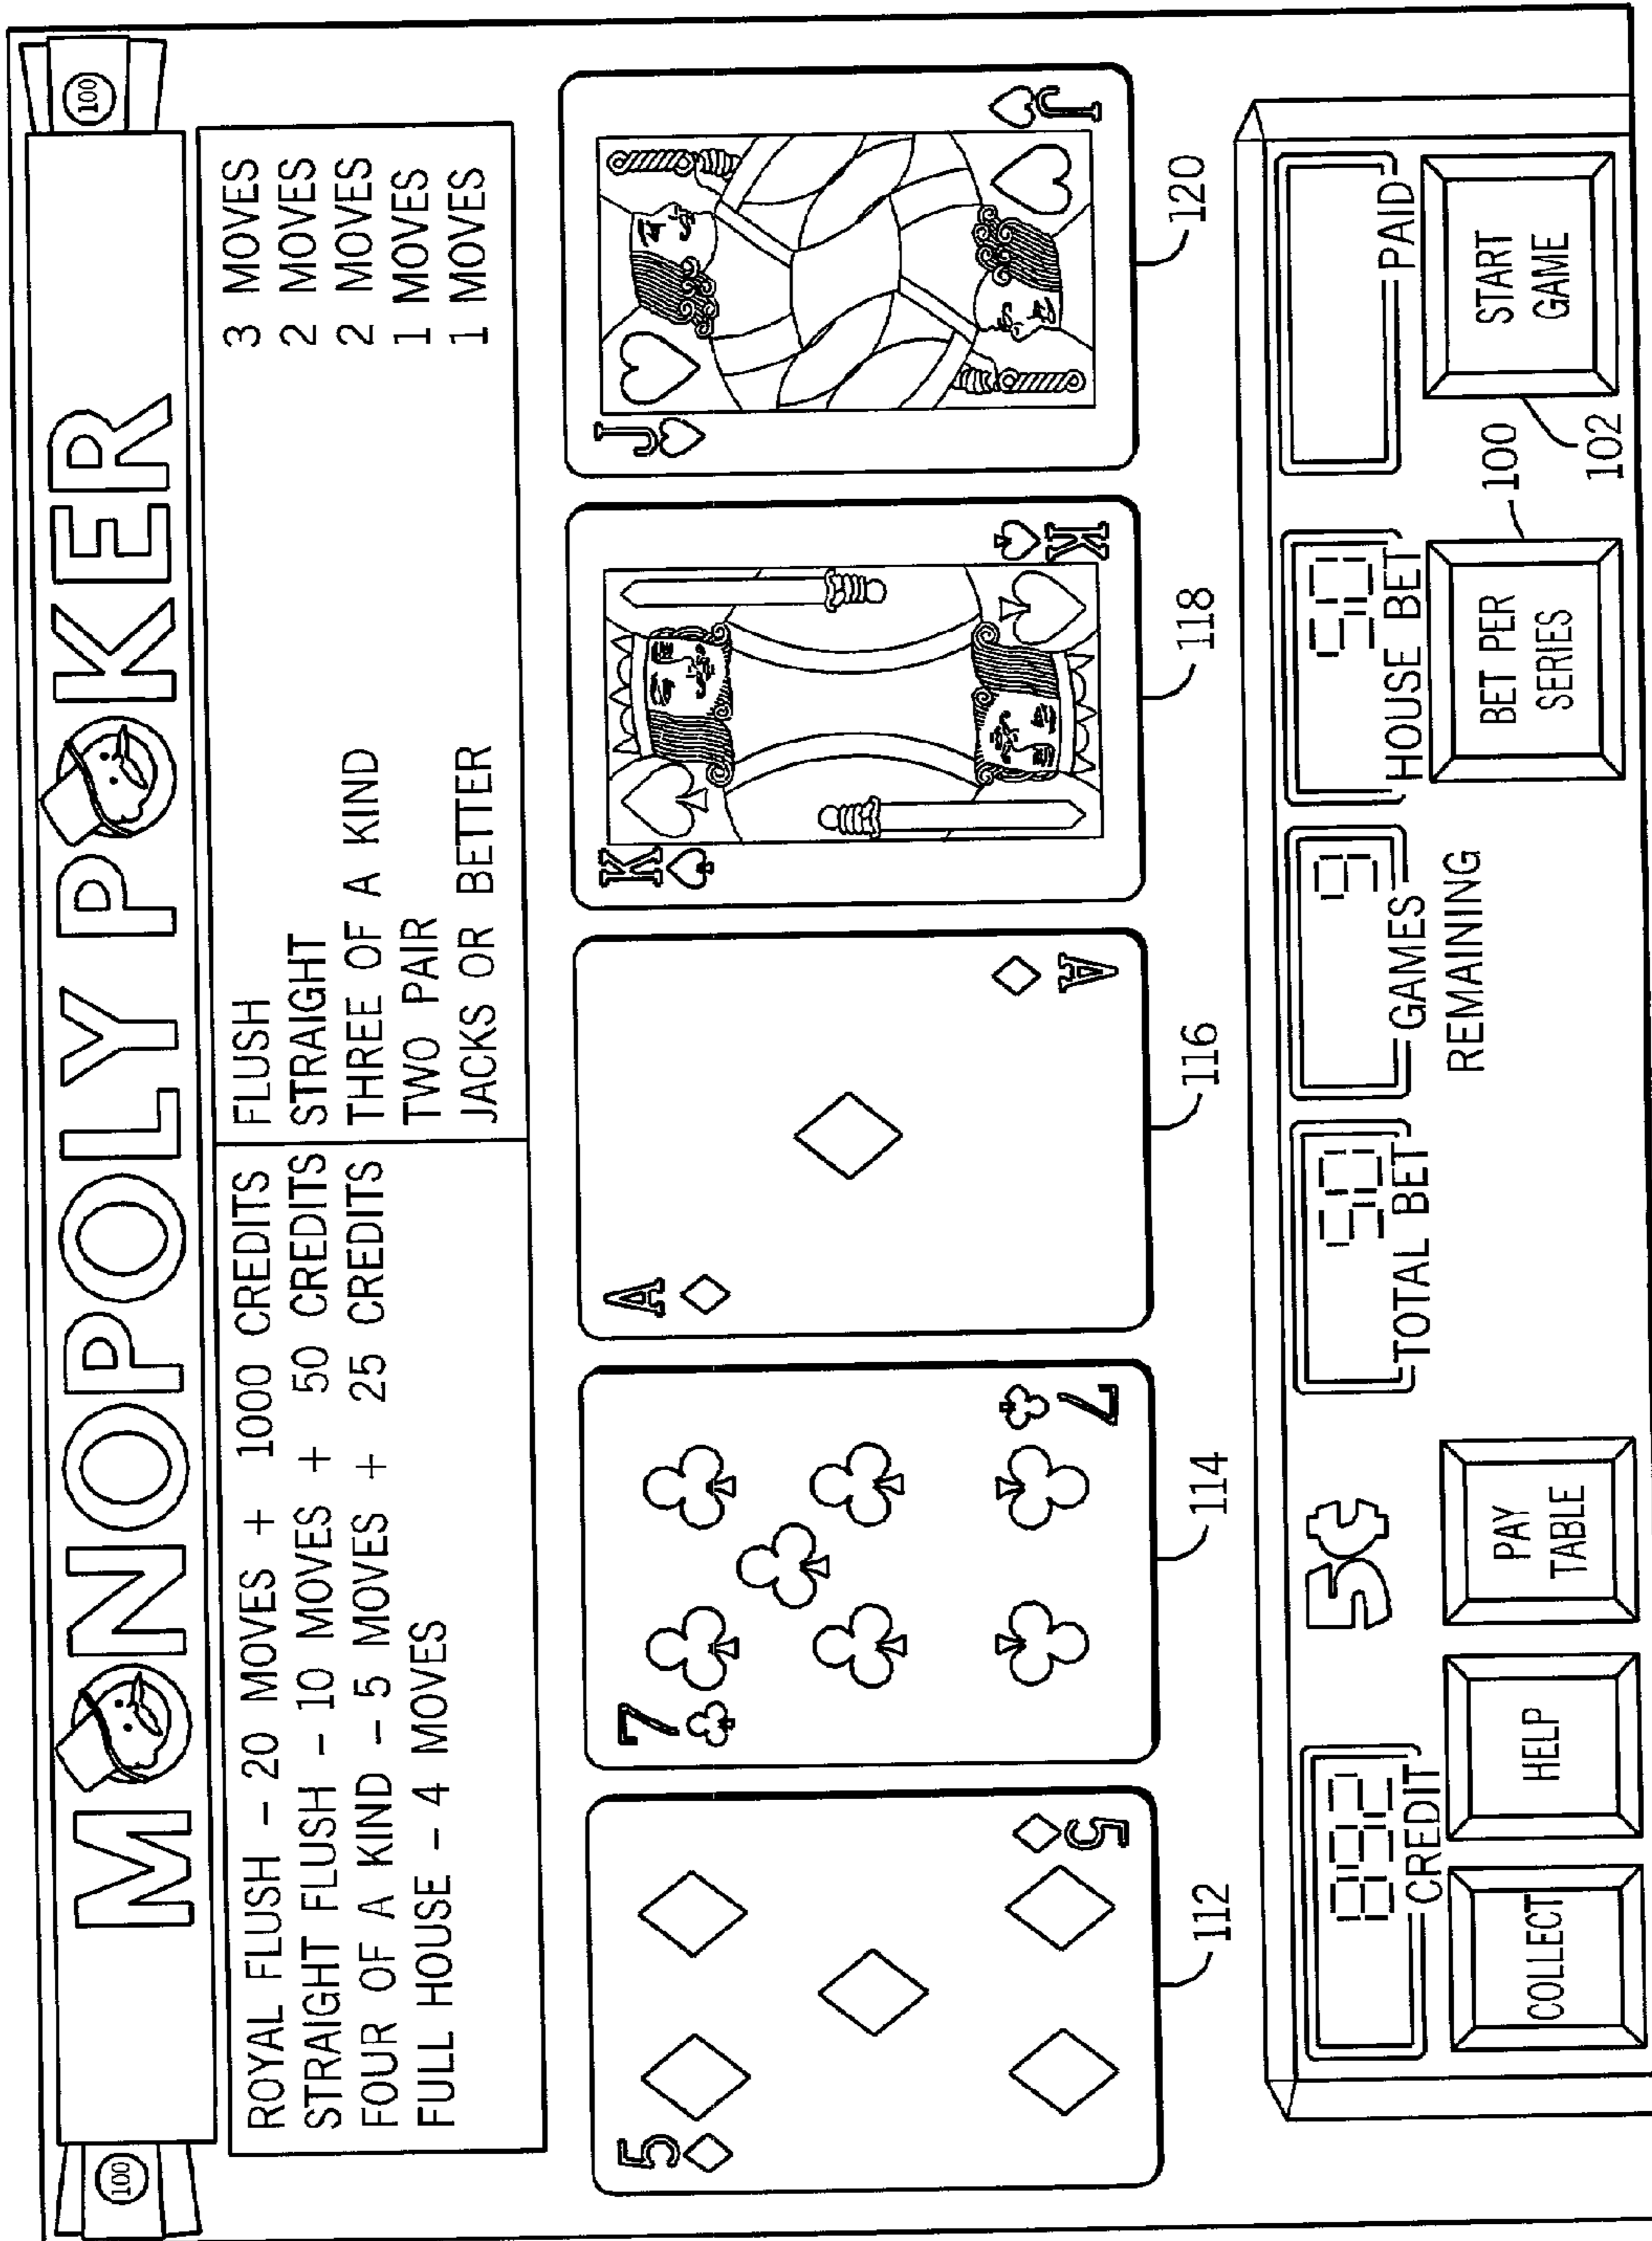 100
MONOPOLY POKER
100
ROYAL FLUSH - 20 MOVES + 1000 CREDITS
STRAIGHT FLUSH - 10 MOVES + 50 CREDITS
FOUR OF A KIND - 5 MOVES + 25 CREDITS
FULL HOUSE - 4 MOVES
FLUSH 3 MOVES
STRAIGHT 2 MOVES
THREE OF A KIND 2 MOVES
TWO PAIR 1 MOVES
JACKS OR BETTER 1 MOVES
5
5
7
7
A
A
K
K
J
J
112
114
116
118
120
CREDIT
5¢
50
TOTAL BET
9
GAMES
REMAINING
50
HOUSE BET
PAID
COLLECT
HELP
PAY
TABLE
BET PER
SERIES
START
GAME
100
102